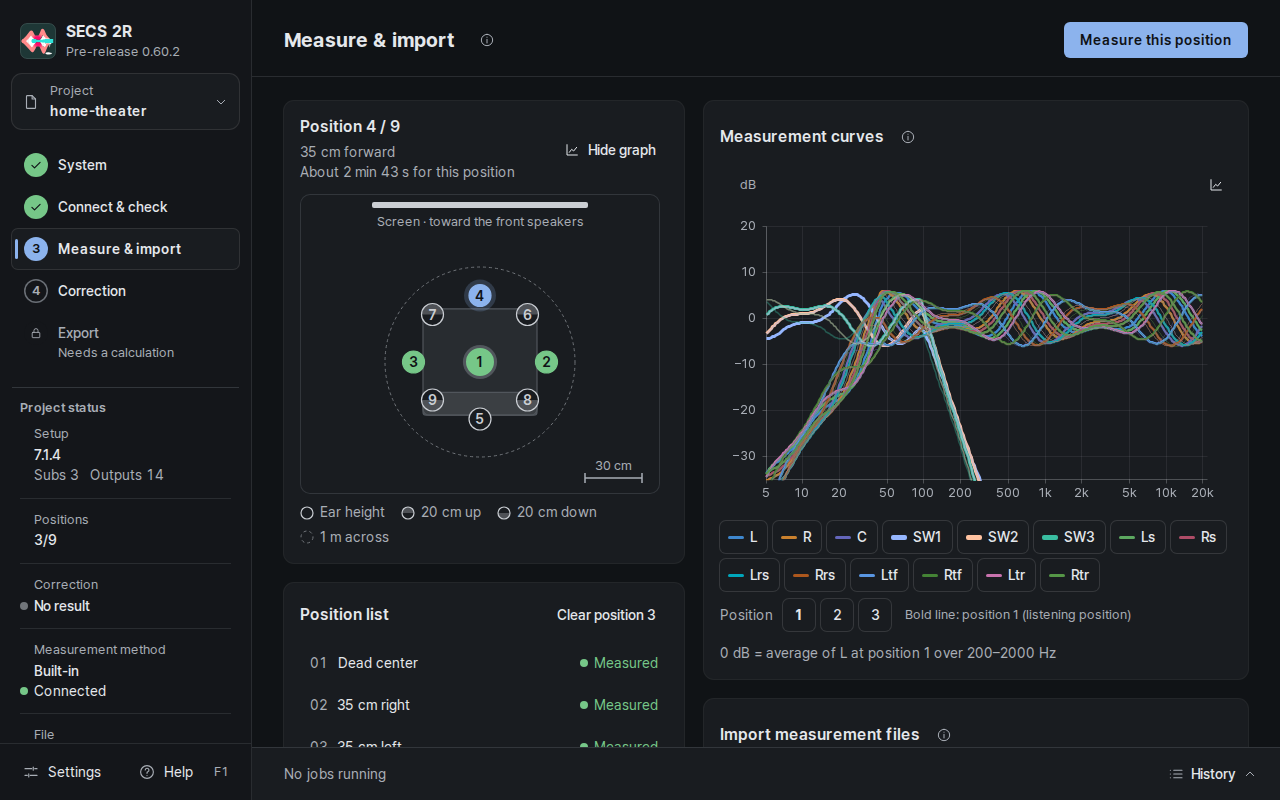 SECS 2R
Pre-release 0.60.2
Project
home-theater
System
Connect & check
3 Measure & import
4 Correction
Export
Needs a calculation
Project status
Setup
7.1.4
Subs 3 Outputs 14
Positions
3/9
Correction
No result
Measurement method
Built-in
Connected
File
Settings
Help F1
Measure & import
Measure this position
Position 4 / 9
35 cm forward
About 2 min 43 s for this position
Hide graph
Screen · toward the front speakers
4
7 6
3 1 2
9 8
5
30 cm
Ear height 20 cm up 20 cm down
1 m across
Position list
Clear position 3
01 Dead center Measured
02 35 cm right Measured
03 35 cm left Measured
Measurement curves
dB
20
10
0
−10
−20
−30
5 10 20 50 100 200 500 1k 2k 5k 10k 20k
L R C SW1 SW2 SW3 Ls Rs
Lrs Rrs Ltf Rtf Ltr Rtr
Position 1 2 3 Bold line: position 1 (listening position)
0 dB = average of L at position 1 over 200–2000 Hz
Import measurement files
No jobs running
History